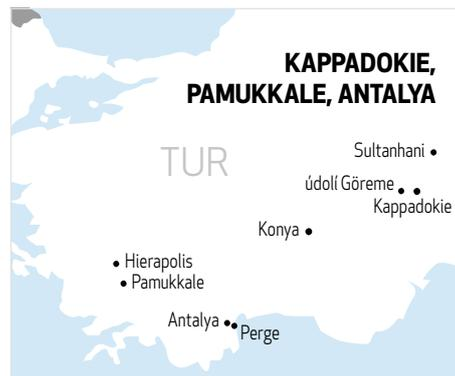 KAPPADOKIE,
PAMUKKALE, ANTALYA
TUR
Sultanhani
údolí Göreme
Kappadokie
Konya
Hierapolis
Pamukkale
Antalya
Perge